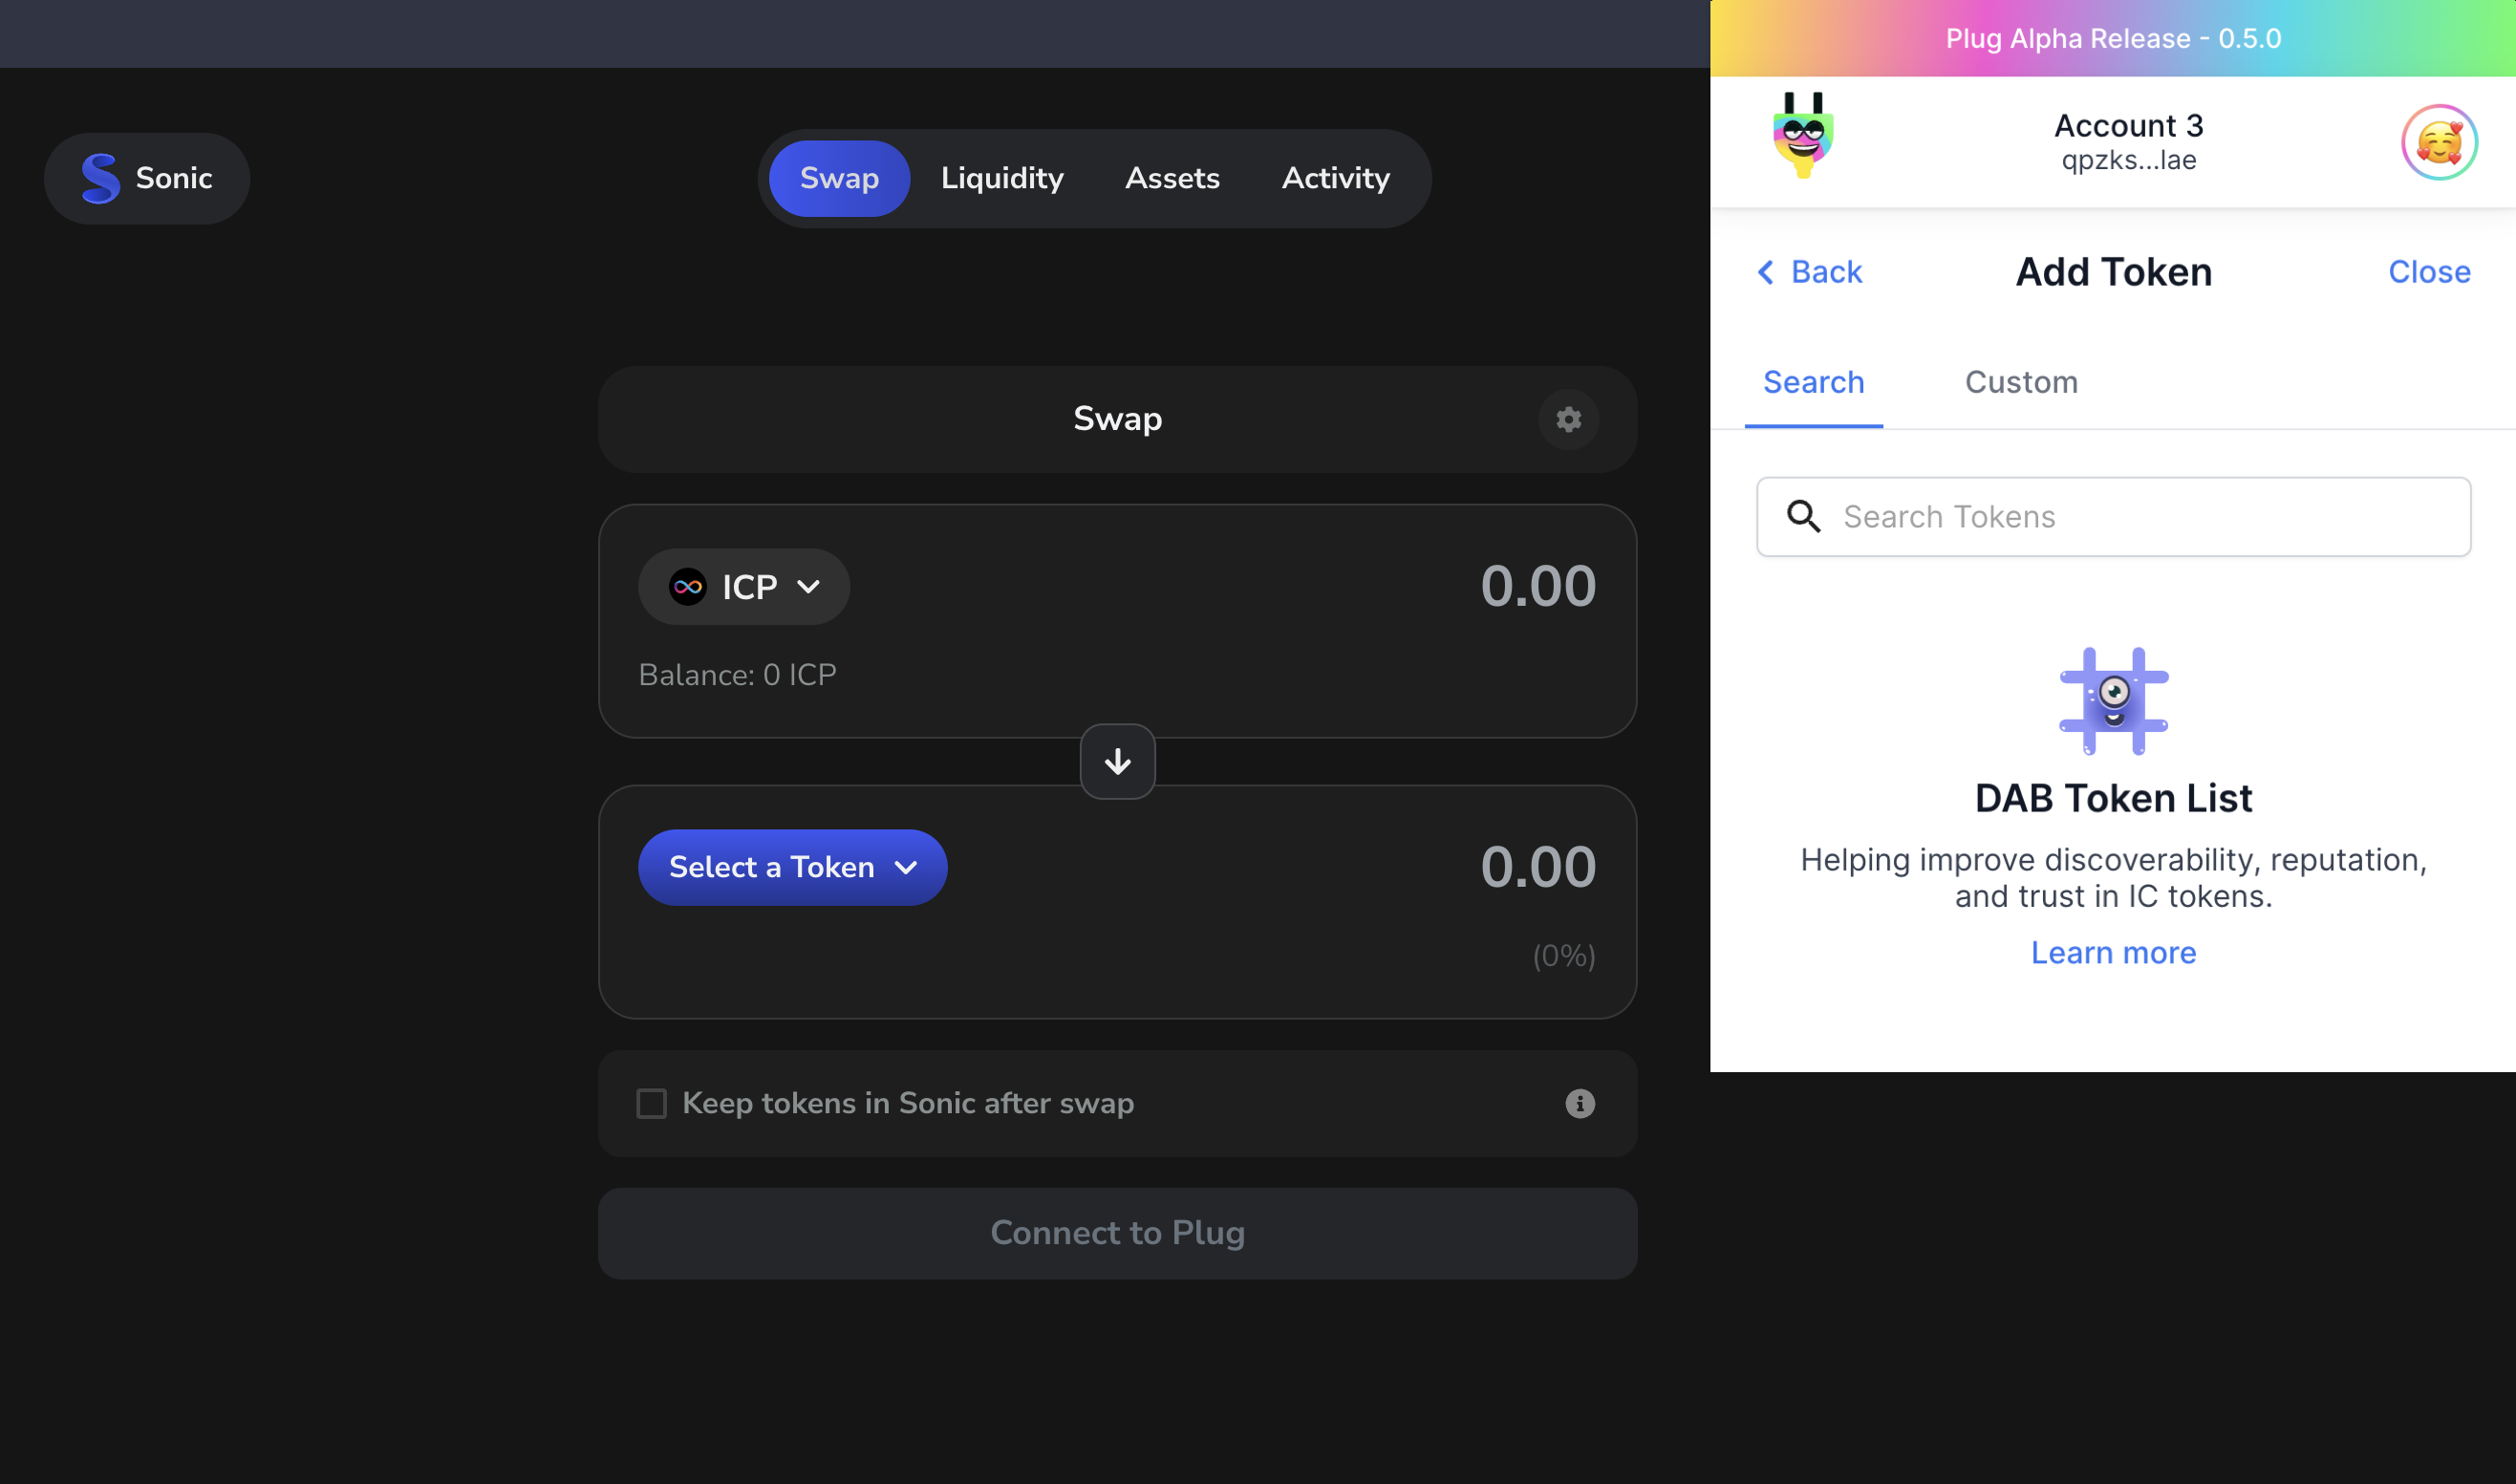 Sonic
Swap
Liquidity
Assets
Activity
Swap
ICP
0.00
Balance: 0 ICP
Select a Token
0.00
(0%)
Keep tokens in Sonic after swap
Connect to Plug
Plug Alpha Release - 0.5.0
Account 3
qpzks...lae
Back
Add Token
Close
Search
Custom
Search Tokens
DAB Token List
Helping improve discoverability, reputation,
and trust in IC tokens.
Learn more